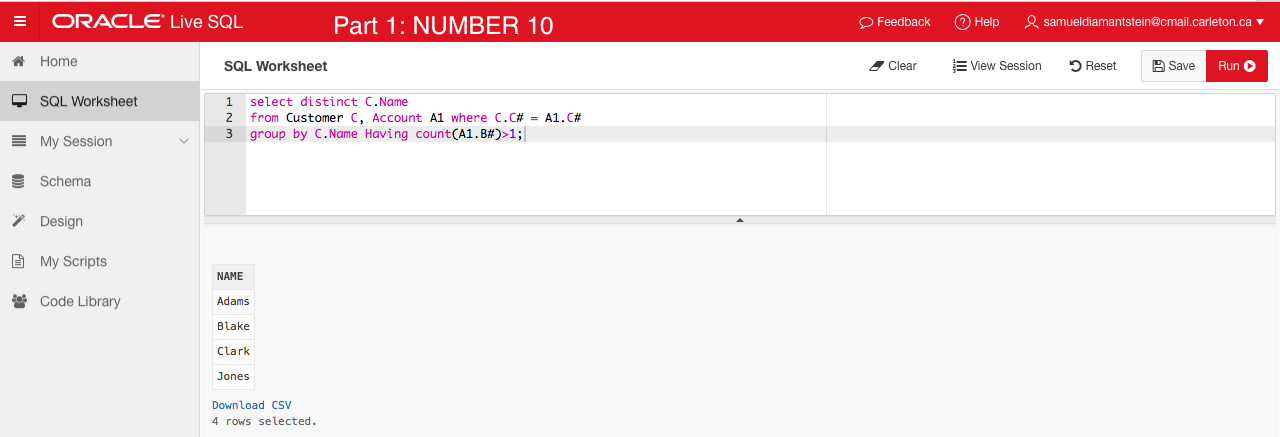 ORACLE Live SQL
Part 1: NUMBER 10
Feedback
Help
samueldiamantstein@cmail.carleton.ca
Home
SQL Worksheet
My Session
Schema
Design
My Scripts
Code Library
SQL Worksheet
Clear
View Session
Reset
Save
Run
1 select distinct C.Name
2 from Customer C, Account A1 where C.C# = A1.C#
3 group by C.Name Having count(A1.B#)>1;
NAME
Adams
Blake
Clark
Jones
Download CSV
4 rows selected.